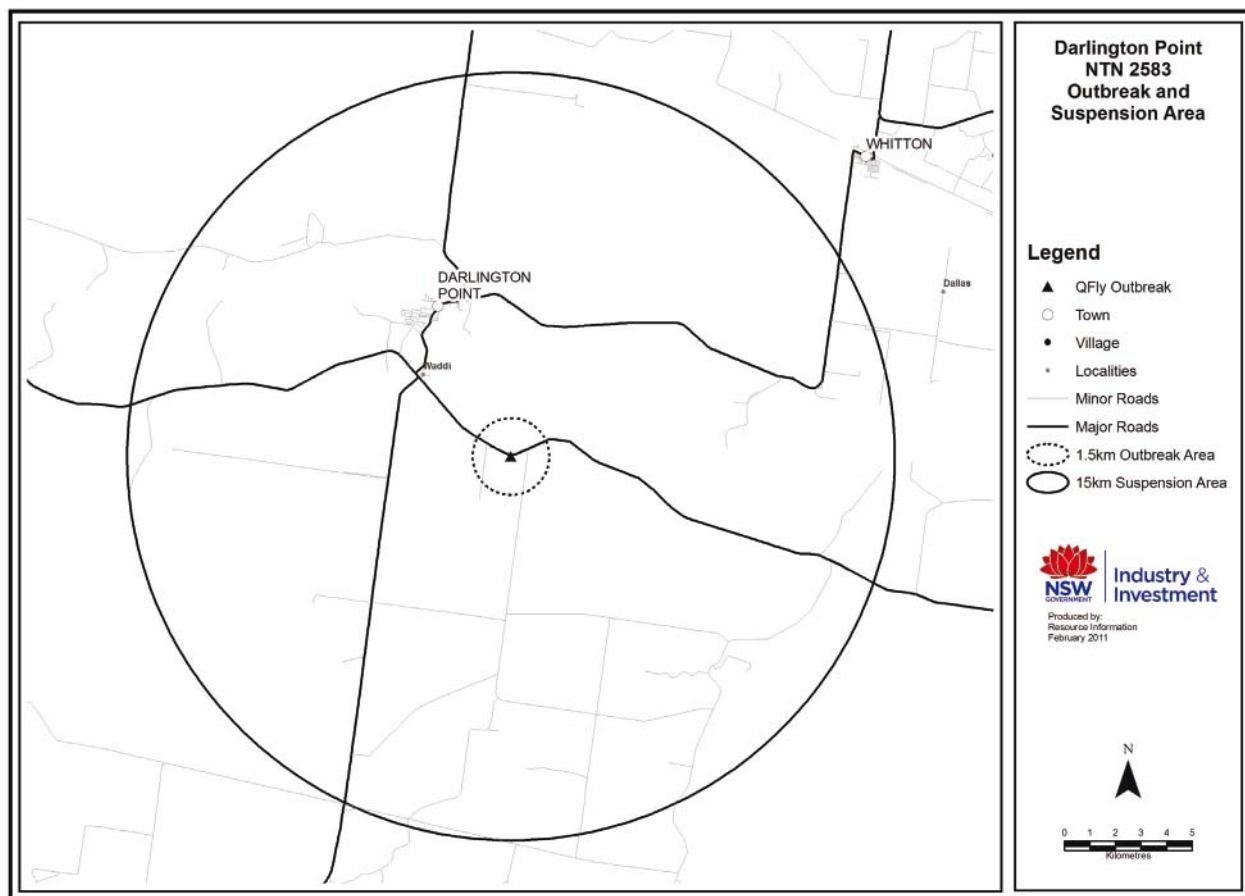 Darlington Point
NTN 2583
Outbreak and
Suspension Area
WHITTON
DARLINGTON
POINT
Dallas
Waddi
Legend
QFly Outbreak
Town
Village
Localities
Minor Roads
Major Roads
1.5km Outbreak Area
15km Suspension Area
NSW
GOVERNMENT
Industry &
Investment
Produced by:
Resource Information
February 2011
N
0 1 2 3 4 5
Kilometres